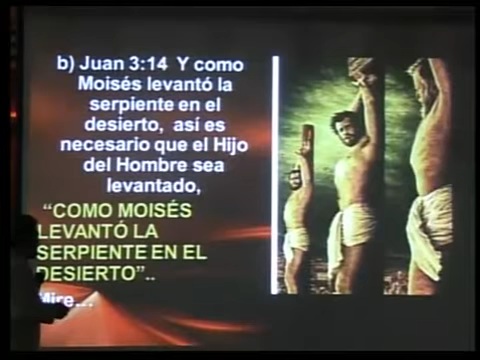 b) Juan 3:14 Y como
Moisés levantó la
serpiente en el
desierto, así es
necesario que el Hijo
del Hombre sea
levantado,
“COMO MOISÉS
LEVANTÓ LA
SERPIENTE EN EL
DESIERTO”..
Mire...